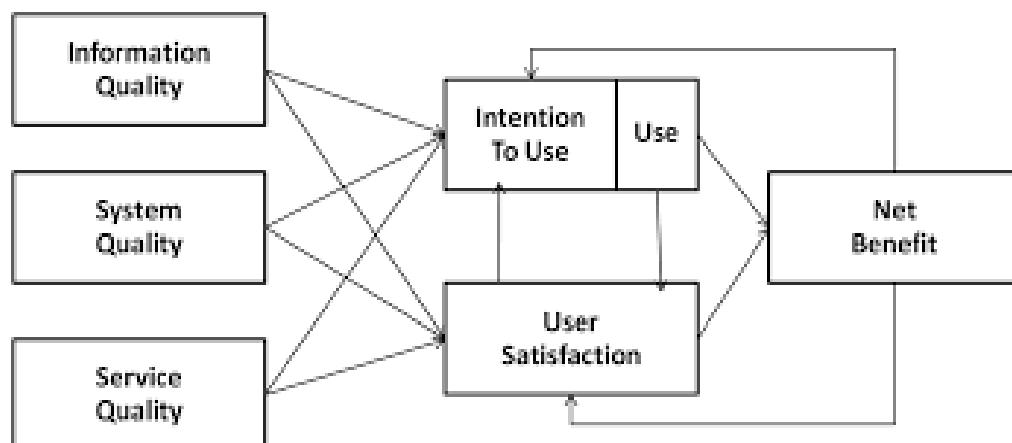 Information
Quality
System
Quality
Service
Quality
Intention
To Use
Use
User
Satisfaction
Net
Benefit